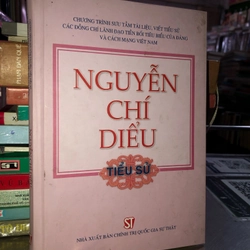 CHƯƠNG TRÌNH SƯU TẦM TÀI LIỆU, VIẾT TIỂU SỬ
CÁC ĐỒNG CHÍ LÃNH ĐẠO TIỀN BỐI TIÊU BIỂU CỦA ĐẢNG
VÀ CÁCH MẠNG VIỆT NAM
NGUYỄN
CHÍ
DIỂU
TIỂU SỬ
ST
NHÀ XUẤT BẢN CHÍNH TRỊ QUỐC GIA SỰ THẬT